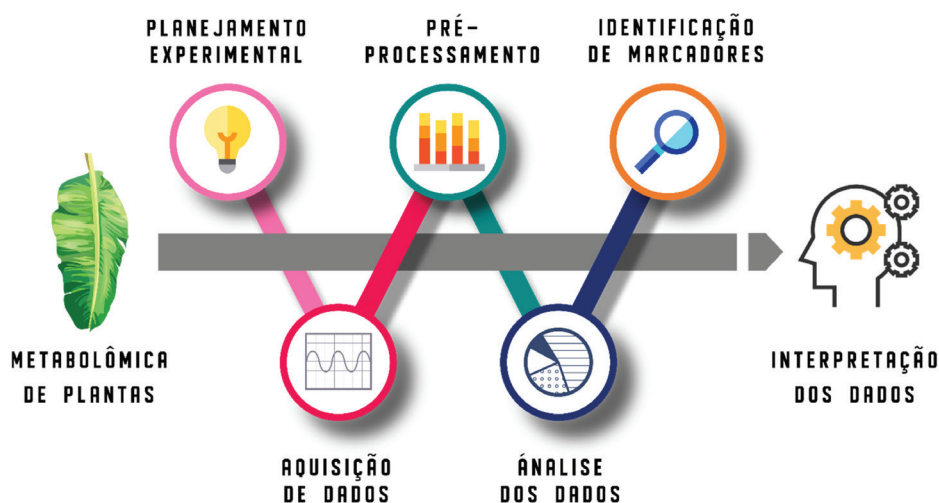 PLANEJAMENTO
EXPERIMENTAL
PRÉ-
PROCESSAMENTO
IDENTIFICAÇÃO
DE MARCADORES
METABOLÔMICA
DE PLANTAS
INTERPRETAÇÃO
DOS DADOS
AQUISIÇÃO
DE DADOS
ÁNALISE
DOS DADOS